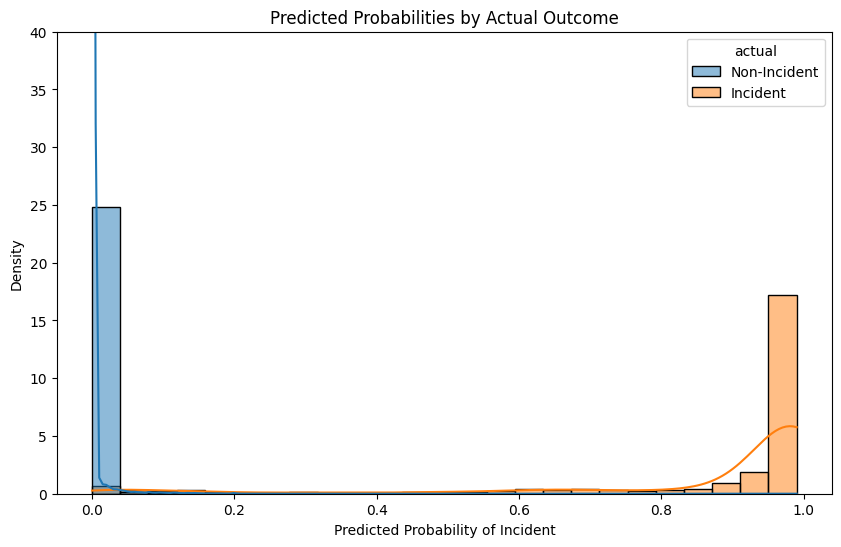 Predicted Probabilities by Actual Outcome
40
35
30
25
20
15
10
5
0
Density
actual
Non-Incident
Incident
0.0 0.2 0.4 0.6 0.8 1.0
Predicted Probability of Incident